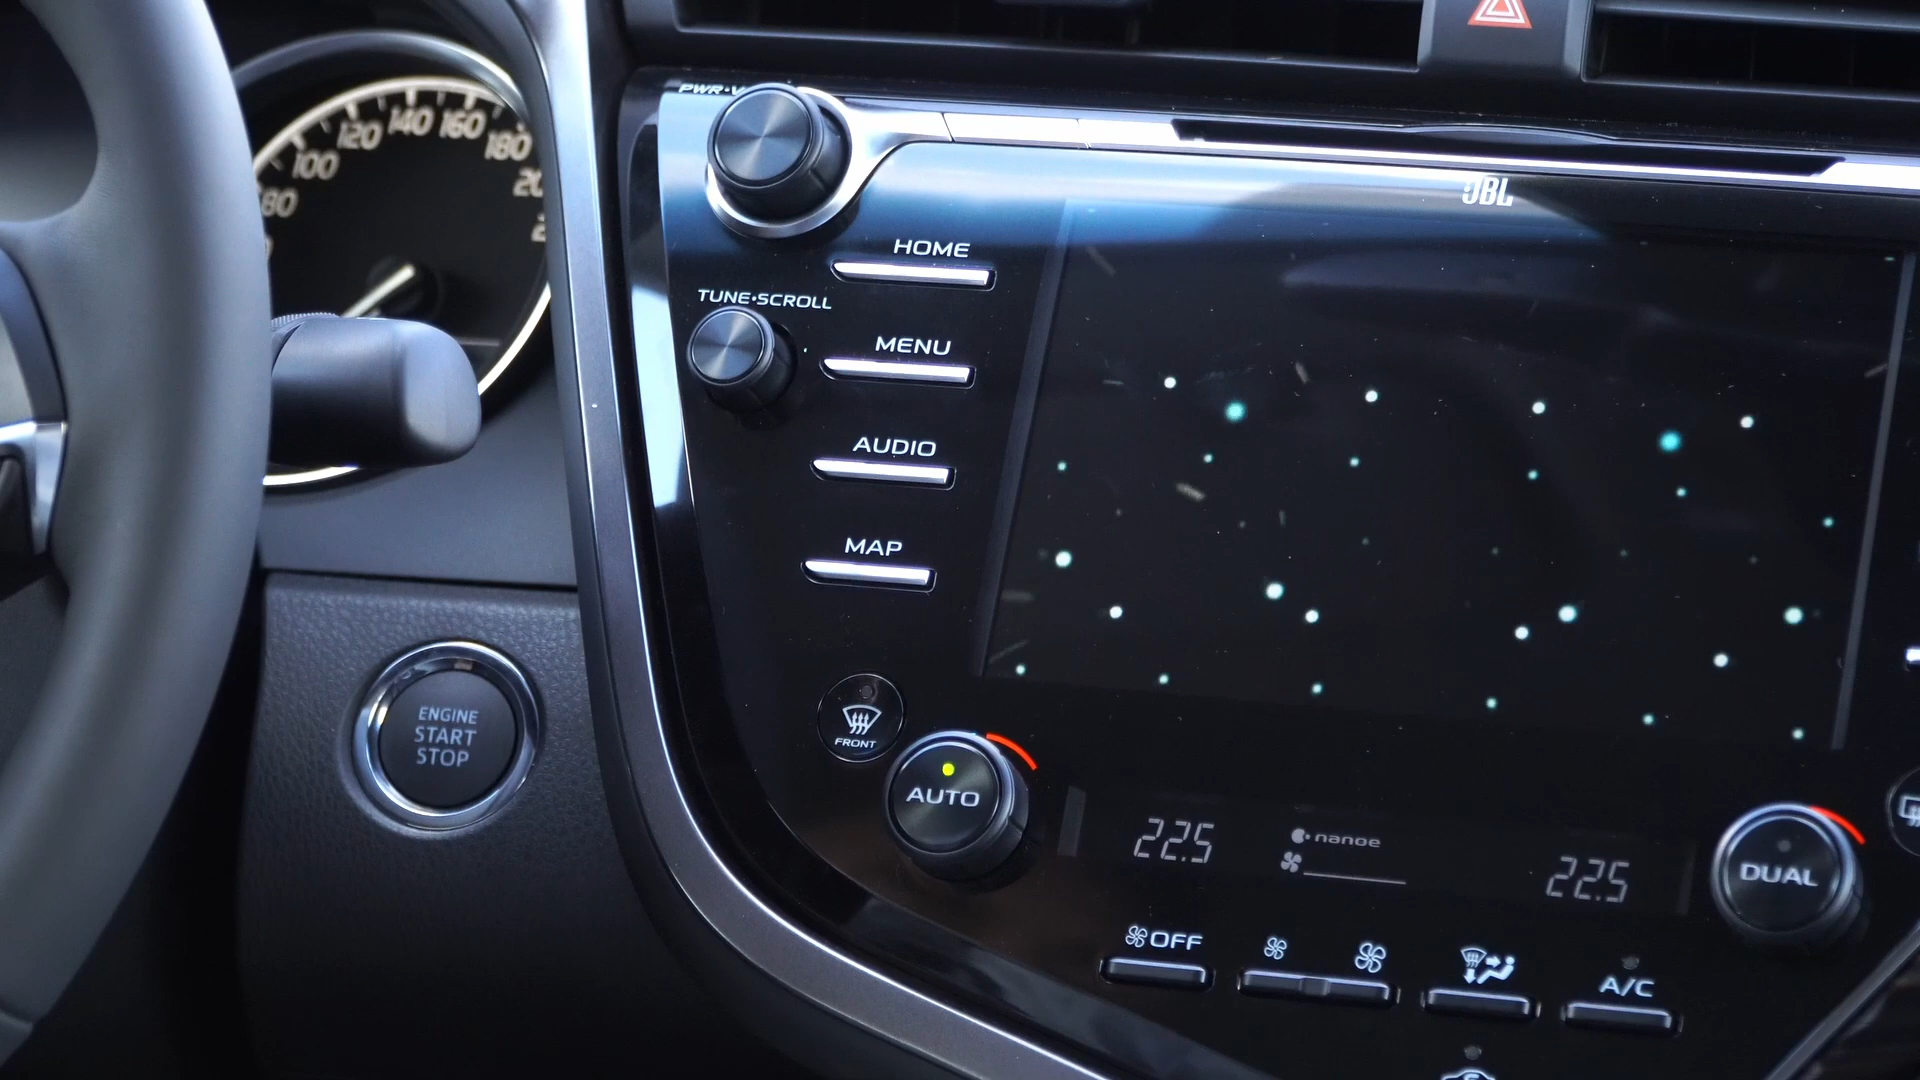 80
100
120
140
160
180
PWR
JBL
HOME
TUNE•SCROLL
MENU
AUDIO
MAP
ENGINE
START
STOP
FRONT
AUTO
22.5
nanoe
22.5
DUAL
OFF
A/C